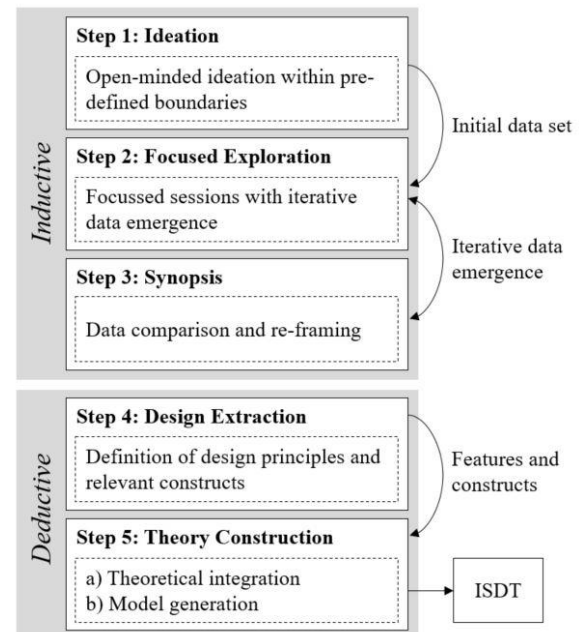 Inductive
Step 1: Ideation
Open-minded ideation within pre-
defined boundaries
Initial data set
Step 2: Focused Exploration
Focussed sessions with iterative
data emergence
Iterative data
emergence
Step 3: Synopsis
Data comparison and re-framing
Deductive
Step 4: Design Extraction
Definition of design principles and
relevant constructs
Features and
constructs
Step 5: Theory Construction
a) Theoretical integration
b) Model generation
ISDT